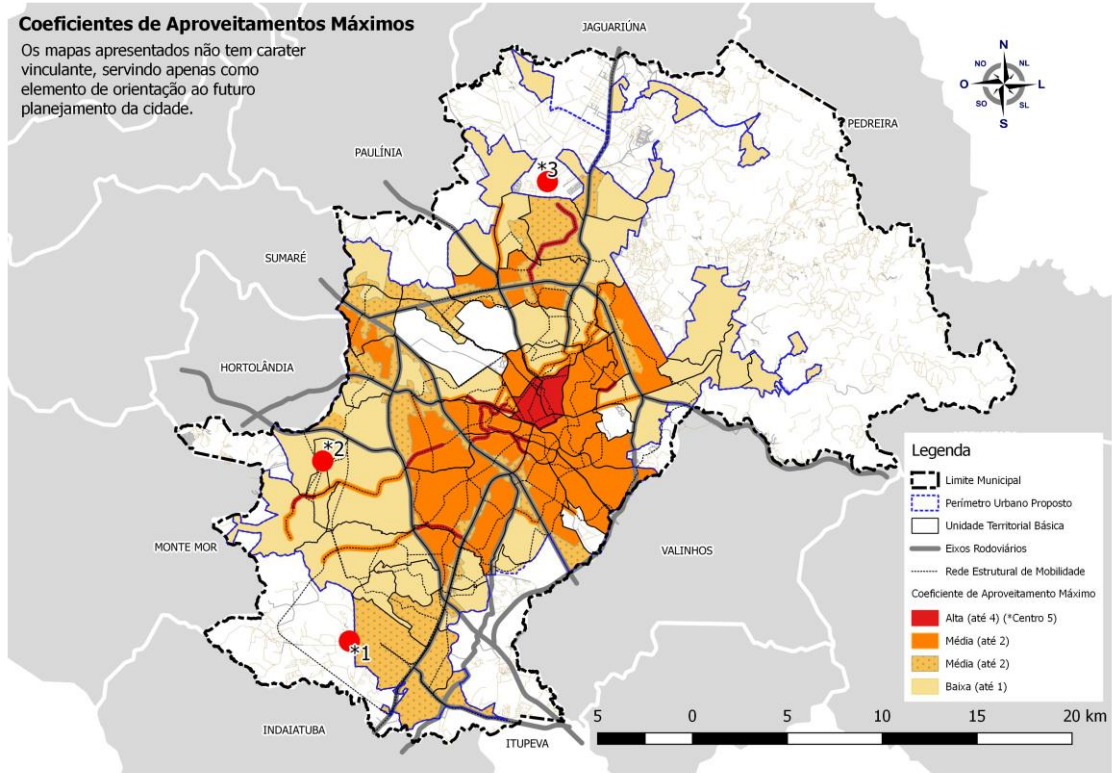 Coeficientes de Aproveitamentos Máximos
Os mapas apresentados não tem carater
vinculante, servindo apenas como
elemento de orientação ao futuro
planejamento da cidade.
JAGUARIÚNA
N
NO
NL
O
L
SO
SL
S
PEDREIRA
PAULÍNIA
*3
SUMARÉ
HORTOLÂNDIA
*2
MONTE MOR
VALINHOS
*1
INDAIATUBA
ITUPEVA
Legenda
Limite Municipal
Perímetro Urbano Proposto
Unidade Territorial Básica
Eixos Rodoviários
Rede Estrutural de Mobilidade
Coeficiente de Aproveitamento Máximo
Alta (até 4) (*Centro 5)
Média (até 2)
Média (até 2)
Baixa (até 1)
5 0 5 10 15 20 km